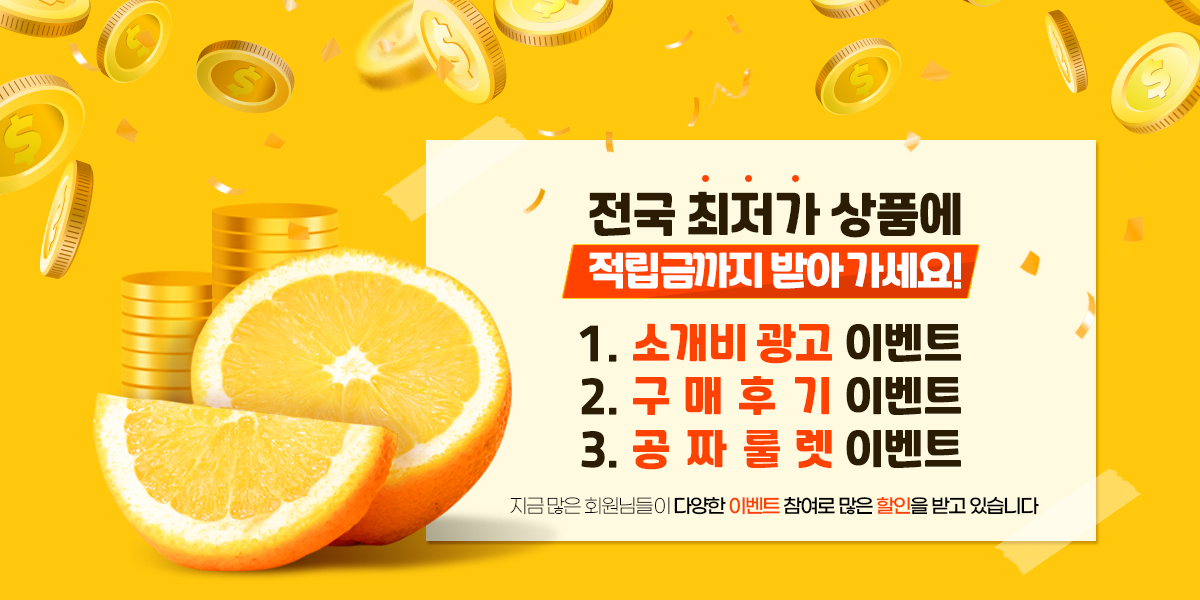 전국 최저가 상품에
적립금까지 받아 가세요!
1. 소개비 광고 이벤트
2. 구매후기 이벤트
3. 공짜룰렛 이벤트
지금 많은 회원님들이 다양한 이벤트 참여로 많은 할인을 받고 있습니다